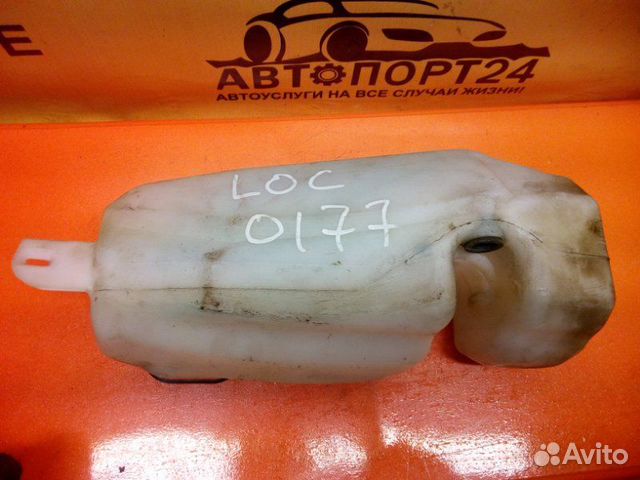 Е
АВТОПОРТ24
АВТОУСЛУГИ НА ВСЕ СЛУЧАИ ЖИЗНИ!
LOC
0177
Avito